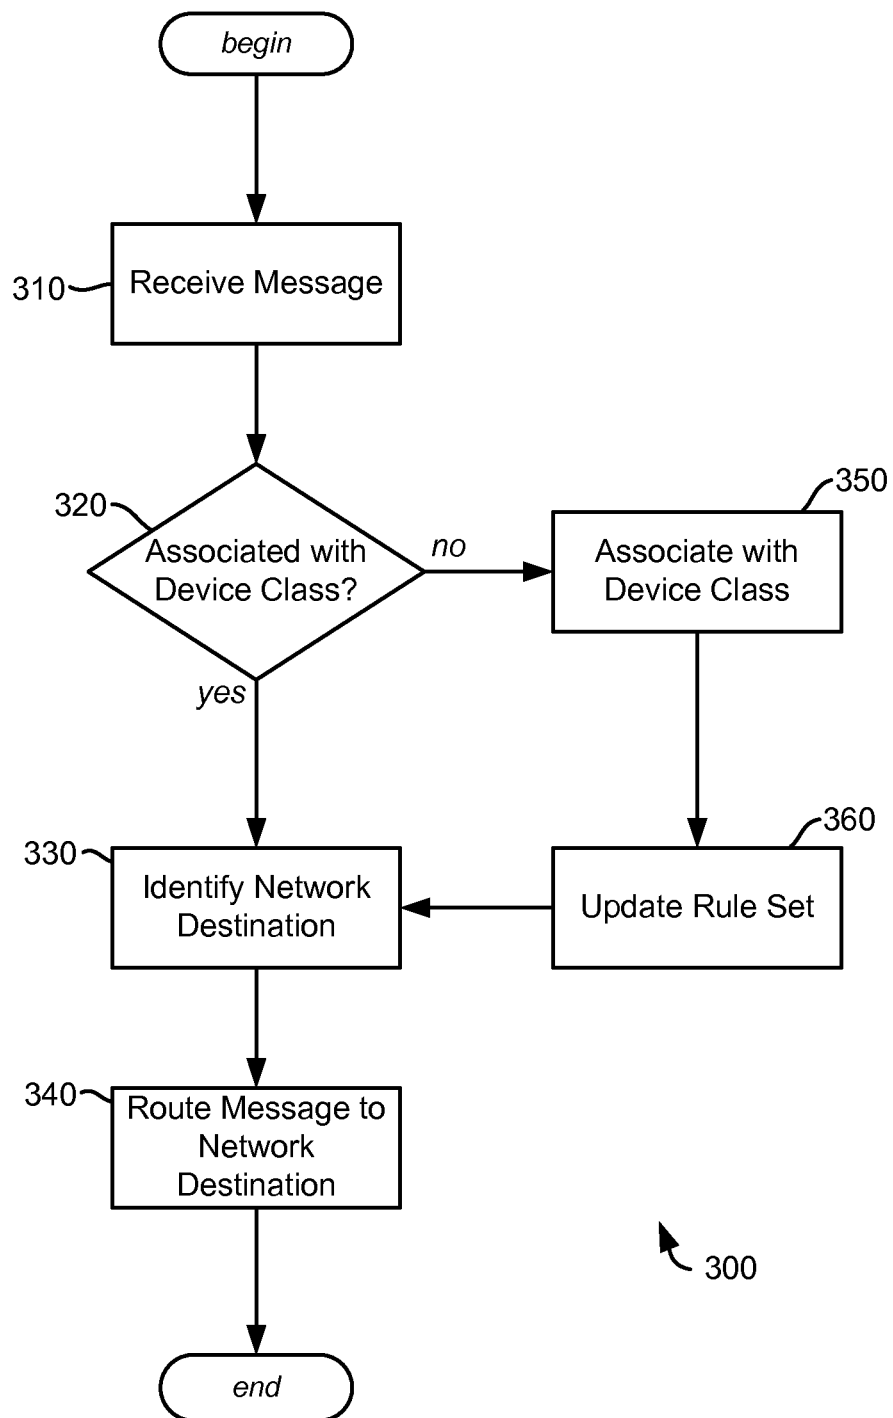 begin
310
Receive Message
320
Associated with
Device Class?
no
yes
350
Associate with
Device Class
330
Identify Network
Destination
360
Update Rule Set
340
Route Message to
Network
Destination
300
end